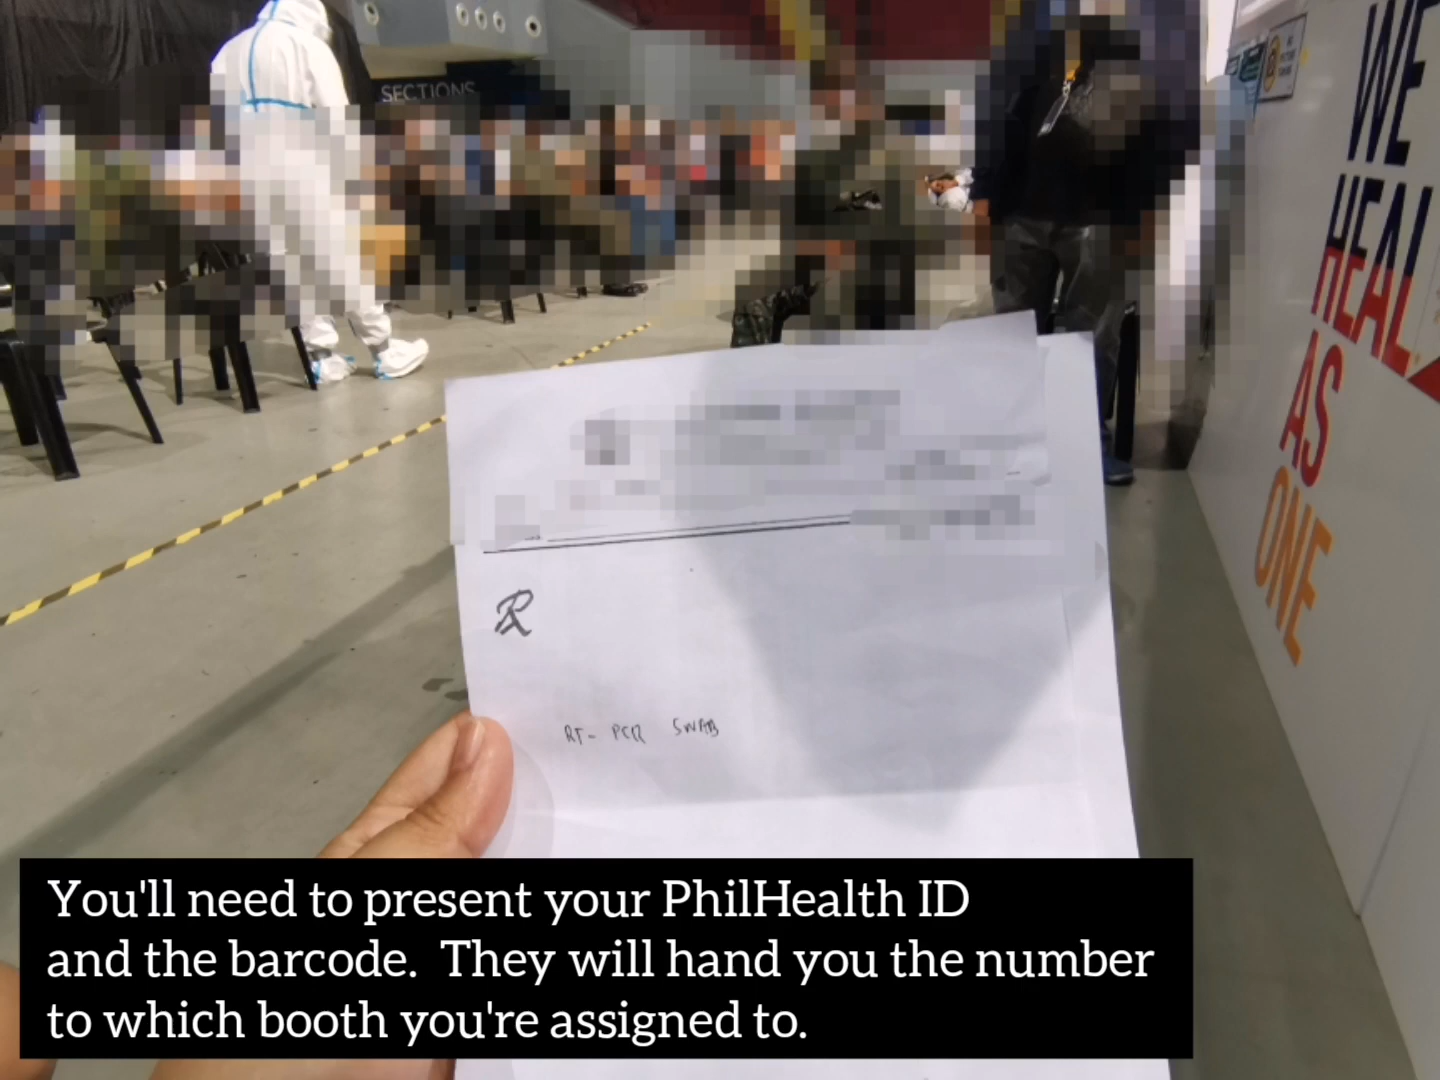 SECTIONS
WE
HEAL
AS
ONE
RT- PCR SWAB
You'll need to present your PhilHealth ID
and the barcode.  They will hand you the number
to which booth you're assigned to.